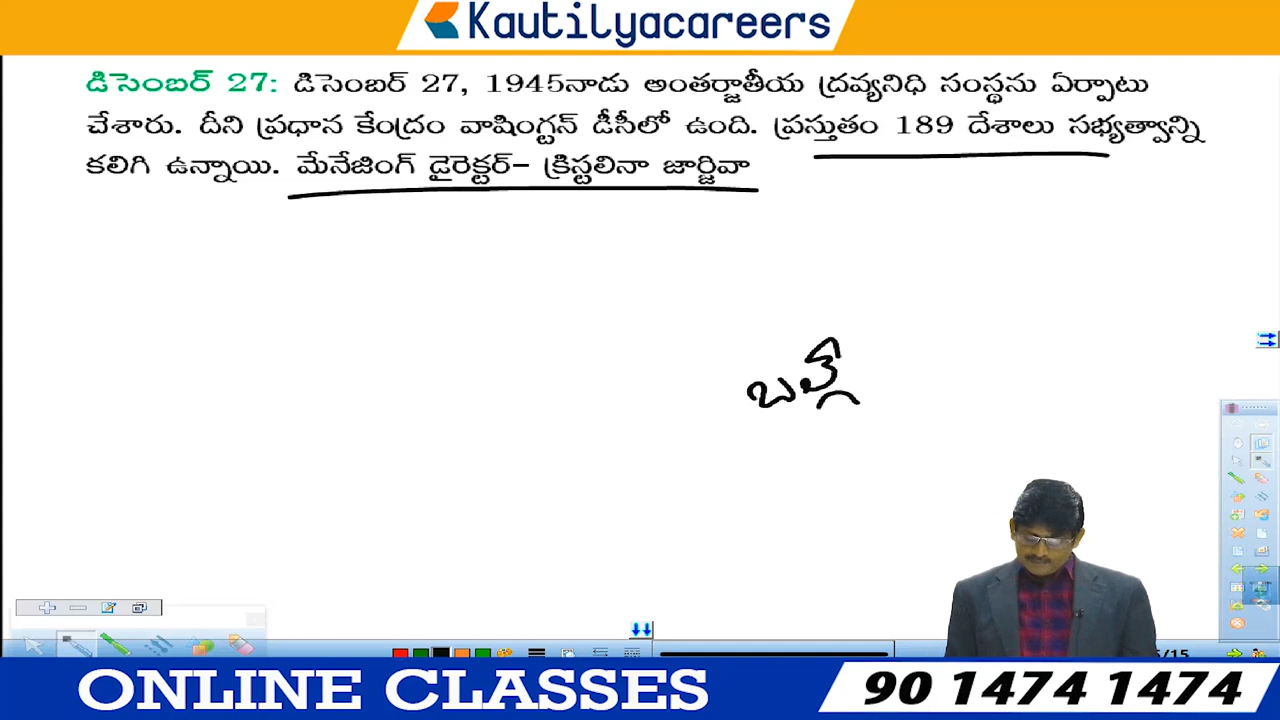 Kautilyacareers
డిసెంబర్ 27: డిసెంబర్ 27, 1945నాడు అంతర్జాతీయ ద్రవ్యనిధి సంస్థను ఏర్పాటు
చేశారు. దీని ప్రధాన కేంద్రం వాషింగ్టన్ డీసీలో ఉంది. ప్రస్తుతం 189 దేశాలు సభ్యత్వాన్ని
కలిగి ఉన్నాయి. మేనేజింగ్ డైరెక్టర్– క్రిస్టలినా జార్జివా
ONLINE CLASSES
90 1474 1474